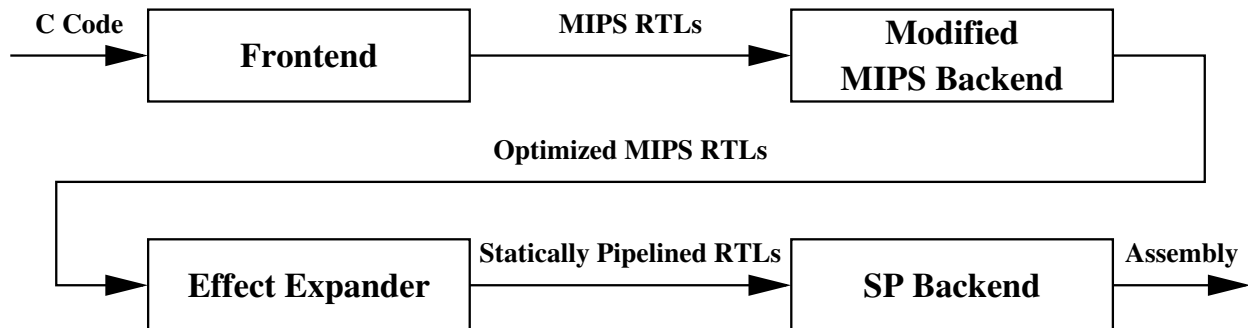 C Code
Frontend
MIPS RTLs
Modified
MIPS Backend
Optimized MIPS RTLs
Effect Expander
Statically Pipelined RTLs
SP Backend
Assembly